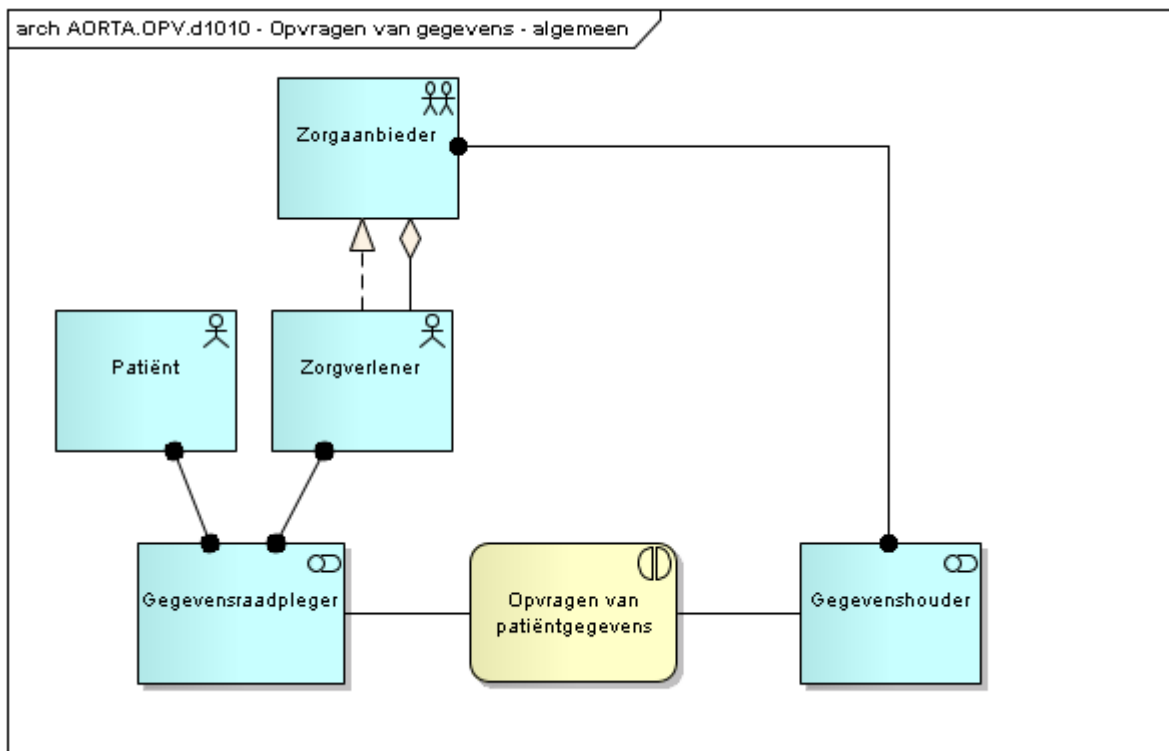 arch AORTA.OPV.d1010 - Opvragen van gegevens - algemeen
Zorgaanbieder
Patiënt
Zorgverlener
Gegevensraadpleger
Opvragen van
patiëntgegevens
Gegevenshouder